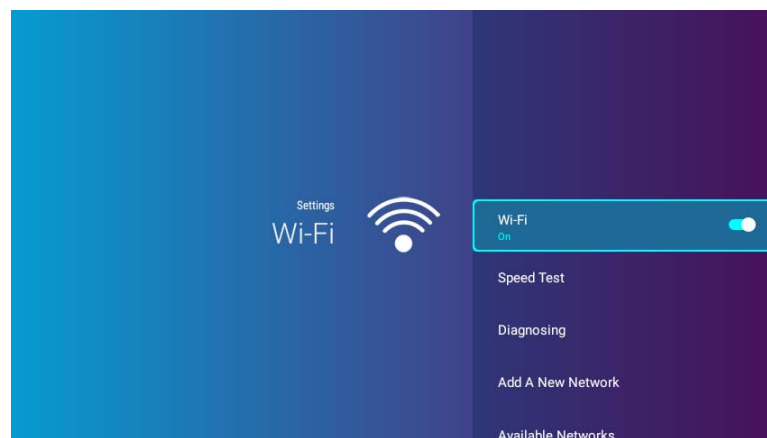 Settings
Wi-Fi
Wi-Fi
On
Speed Test
Diagnosing
Add A New Network
Available Networks